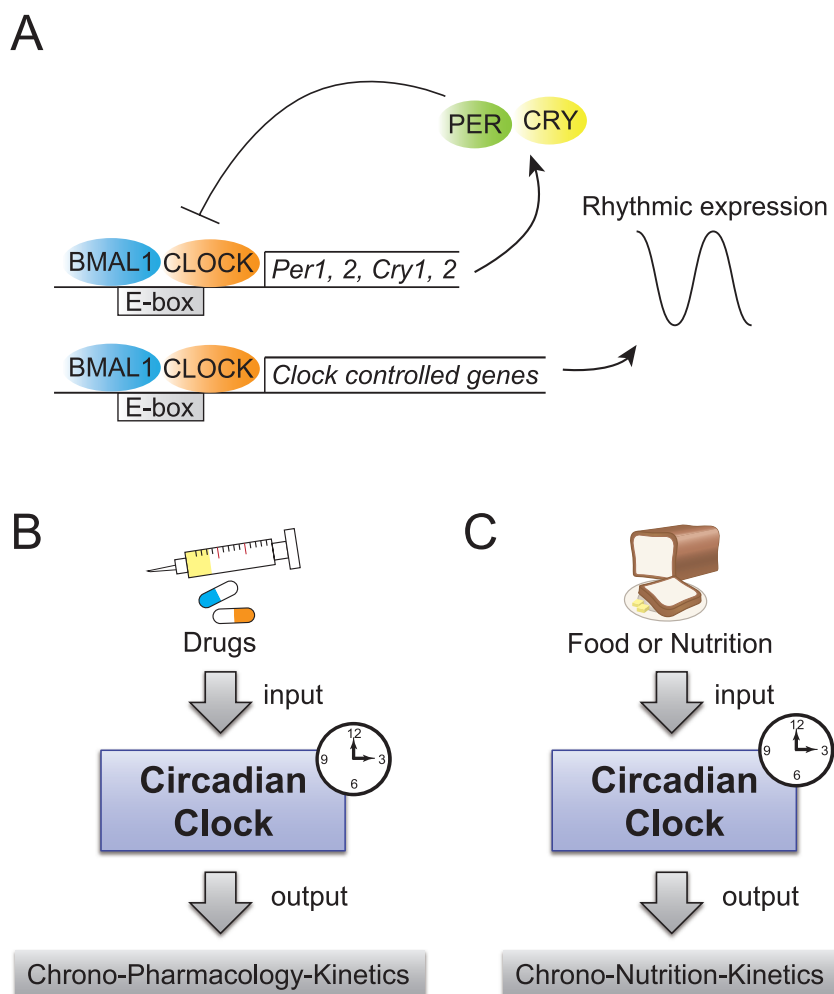 A
PER CRY
Rhythmic expression
BMAL1 CLOCK Per1, 2, Cry1, 2
E-box
BMAL1 CLOCK Clock controlled genes
E-box
B
Drugs
input
12
9 3
6
Circadian
Clock
output
Chrono-Pharmacology-Kinetics
C
Food or Nutrition
input
12
9 3
6
Circadian
Clock
output
Chrono-Nutrition-Kinetics